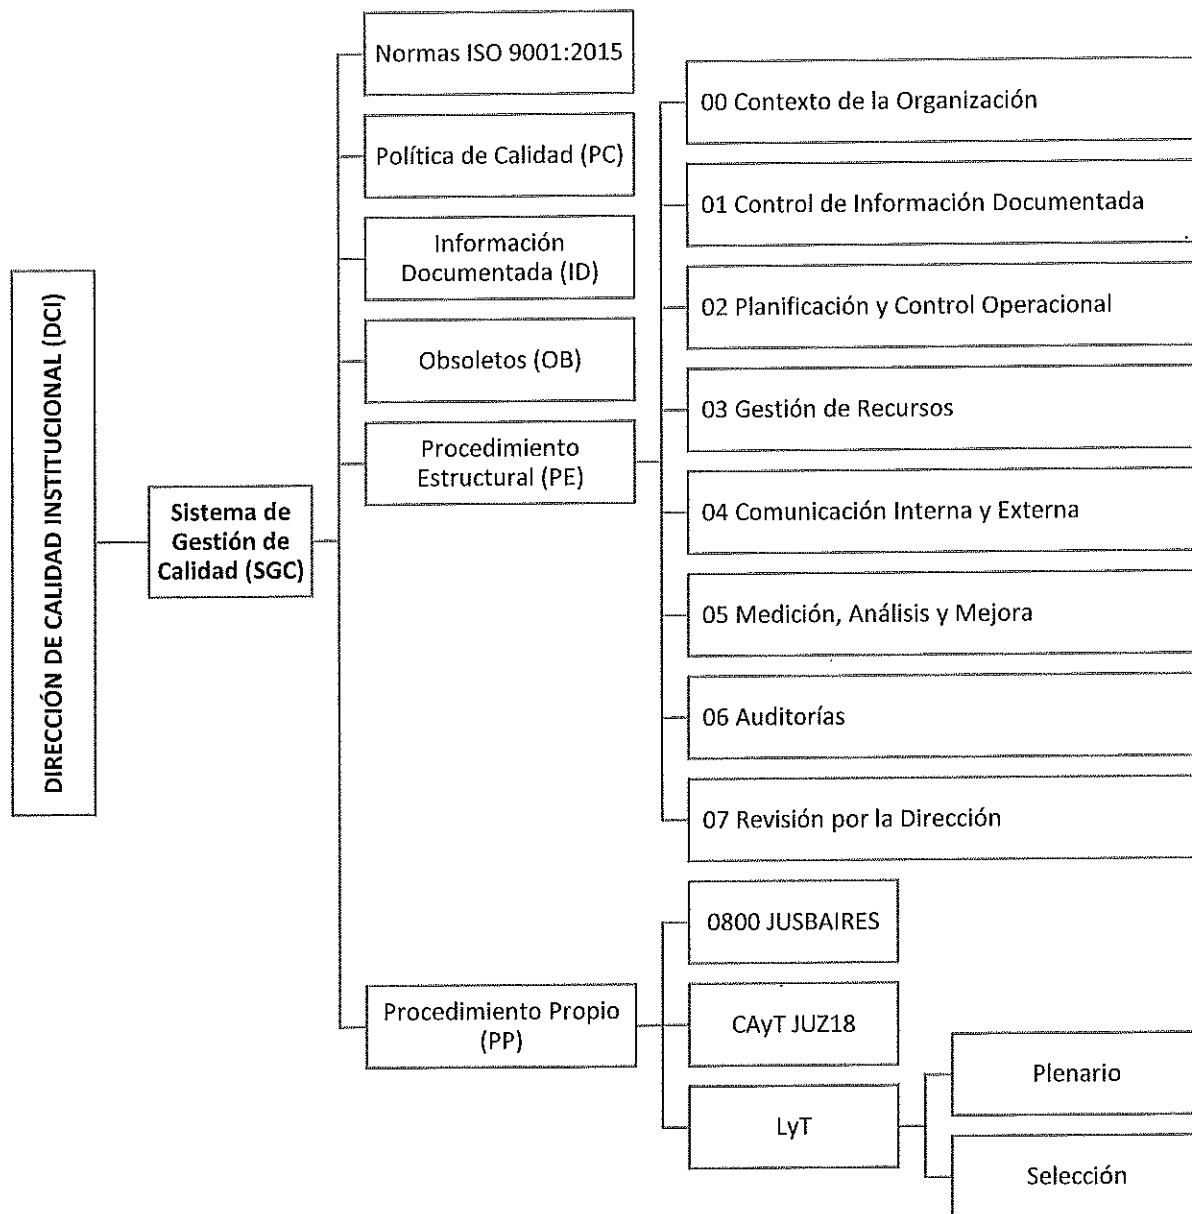 DIRECCIÓN DE CALIDAD INSTITUCIONAL (DCI)
Sistema de
Gestión de
Calidad (SGC)
Normas ISO 9001:2015
Política de Calidad (PC)
Información
Documentada (ID)
Obsoletos (OB)
Procedimiento
Estructural (PE)
00 Contexto de la Organización
01 Control de Información Documentada
02 Planificación y Control Operacional
03 Gestión de Recursos
04 Comunicación Interna y Externa
05 Medición, Análisis y Mejora
06 Auditorías
07 Revisión por la Dirección
Procedimiento Propio
(PP)
0800 JUSBAIRES
CAyT JUZ18
LyT
Plenario
Selección